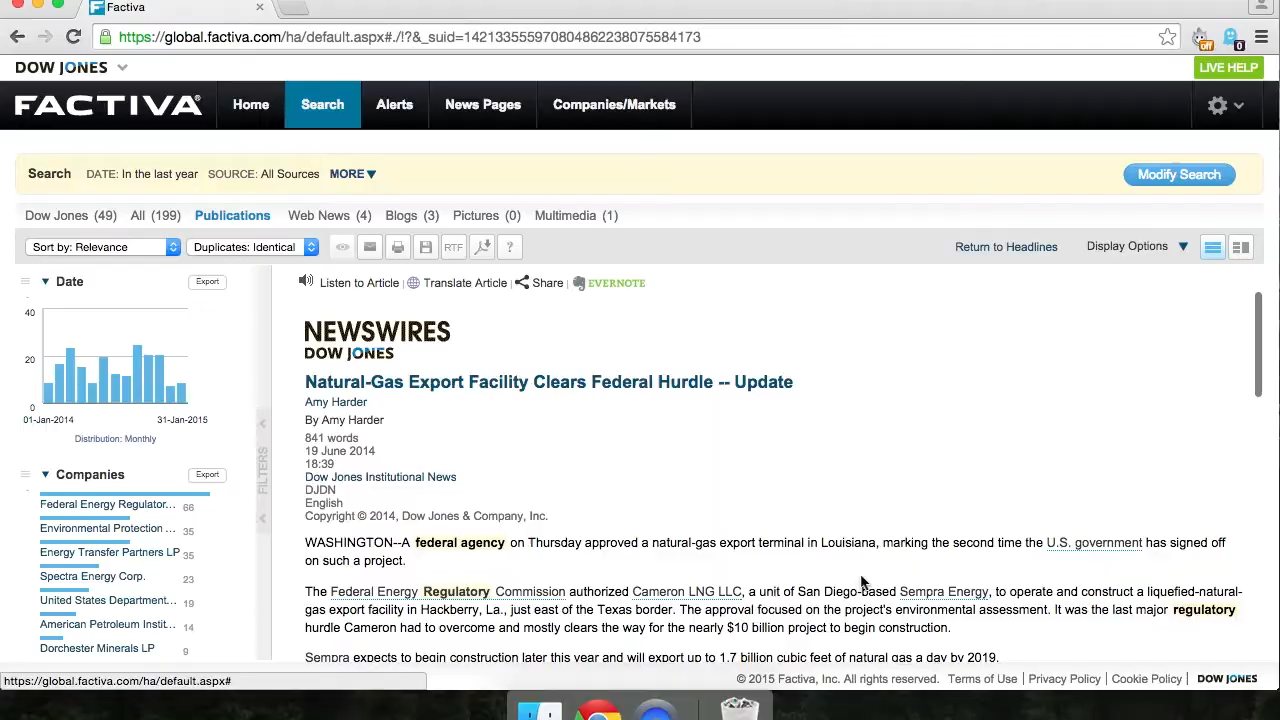 Factiva
https://global.factiva.com/ha/default.aspx#./!?&_suid=14213355597080486223807558​4173
off
0
DOW JONES
LIVE HELP
FACTIVA Home Search Alerts News Pages Companies/Markets
Search DATE: In the last year SOURCE: All Sources MORE Modify Search
Dow Jones (49) All (199) Publications Web News (4) Blogs (3) Pictures (0) Multimedia (1)
Sort by: Relevance Duplicates: Identical RTF ? Return to Headlines Display Options
Date Export
40
20
0
01-Jan-2014 31-Jan-2015
Distribution: Monthly
Companies Export
Federal Energy Regulator... 66
Environmental Protection ... 35
Energy Transfer Partners LP 35
Spectra Energy Corp. 23
United States Department... 19
American Petroleum Instit... 14
Dorchester Minerals LP 9
FILTERS
Listen to Article | Translate Article | Share | EVERNOTE
NEWSWIRES
DOW JONES
Natural-Gas Export Facility Clears Federal Hurdle -- Update
Amy Harder
By Amy Harder
841 words
19 June 2014
18:39
Dow Jones Institutional News
DJDN
English
Copyright © 2014, Dow Jones & Company, Inc.
WASHINGTON--A federal agency on Thursday approved a natural-gas export terminal in Louisiana, marking the second time the U.S. government has signed off
on such a project.
The Federal Energy Regulatory Commission authorized Cameron LNG LLC, a unit of San Diego-based Sempra Energy, to operate and construct a liquefied-natural-
gas export facility in Hackberry, La., just east of the Texas border. The approval focused on the project's environmental assessment. It was the last major regulatory
hurdle Cameron had to overcome and mostly clears the way for the nearly $10 billion project to begin construction.
Sempra expects to begin construction later this year and will export up to 1.7 billion cubic feet of natural gas a day by 2019.
https://global.factiva.com/ha/default.aspx#
© 2015 Factiva, Inc. All rights reserved. Terms of Use | Privacy Policy | Cookie Policy | DOW JONES